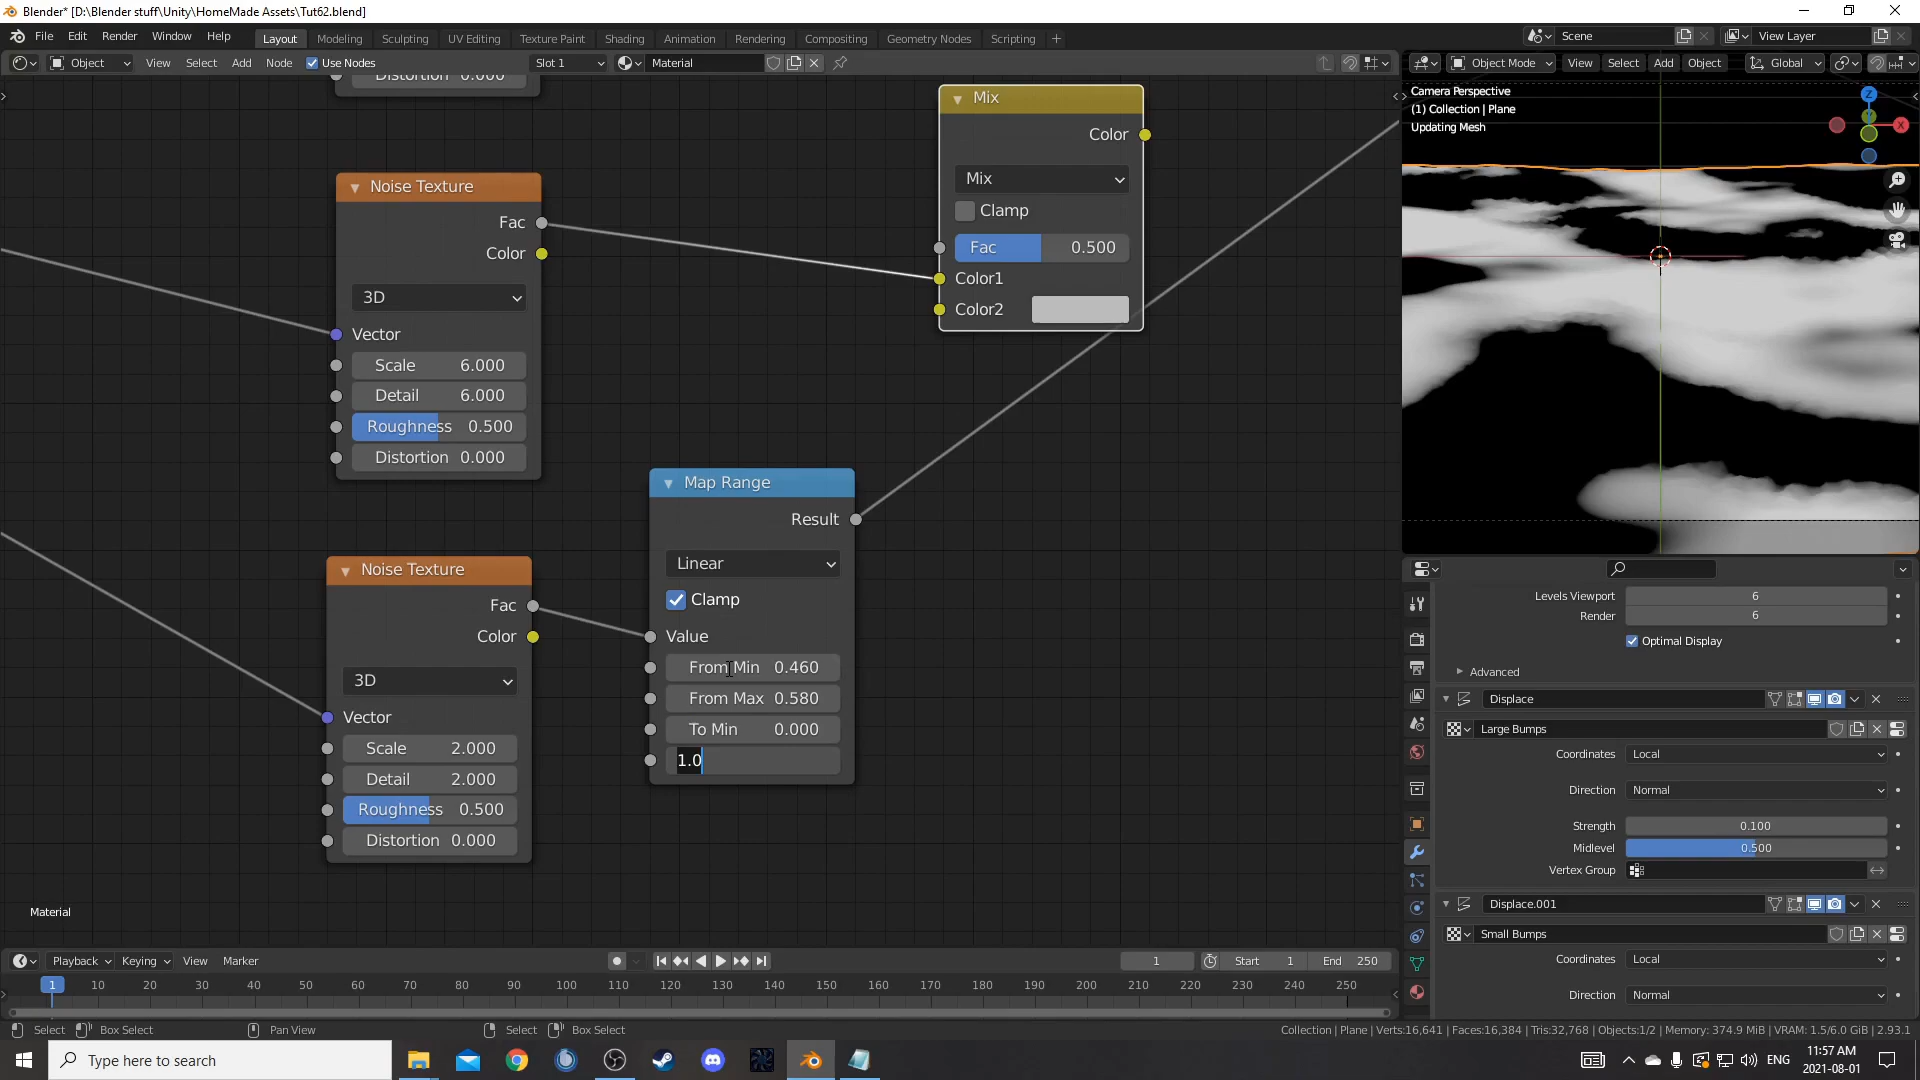 Blender* [D:\Blender stuff\Unity\HomeMade Assets\Tut62.blend]
File Edit Render Window Help Layout Modeling Sculpting UV Editing Texture Paint Shading Animation Rendering Compositing Geometry Nodes Scripting + Scene View Layer
Object View Select Add Node Use Nodes Slot 1 Material Object Mode View Select Add Object Global
Distortion 0.000
Mix
Color
Mix
Clamp
Fac 0.500
Color1
Color2
Noise Texture
Fac
Color
3D
Vector
Scale 6.000
Detail 6.000
Roughness 0.500
Distortion 0.000
Map Range
Result
Linear
Clamp
Value
From Min 0.460
From Max 0.580
To Min 0.000
1.0
Noise Texture
Fac
Color
3D
Vector
Scale 2.000
Detail 2.000
Roughness 0.500
Distortion 0.000
Material
Camera Perspective
(1) Collection | Plane
Updating Mesh
Z
Y
X
Levels Viewport 6
Render 6
Optimal Display
Advanced
Displace
Large Bumps
Coordinates Local
Direction Normal
Strength 0.100
Midlevel 0.500
Vertex Group
Displace.001
Small Bumps
Coordinates Local
Direction Normal
Playback Keying View Marker 1 Start 1 End 250
1 10 20 30 40 50 60 70 80 90 100 110 120 130 140 150 160 170 180 190 200 210 220 230 240 250
Select Box Select Pan View Select Box Select Collection | Plane | Verts:16,641 | Faces:16,384 | Tris:32,768 | Objects:1/2 | Memory: 374.9 MiB | VRAM: 1.5/6.0 GiB | 2.93.1
Type here to search ENG 11:57 AM
2021-08-01